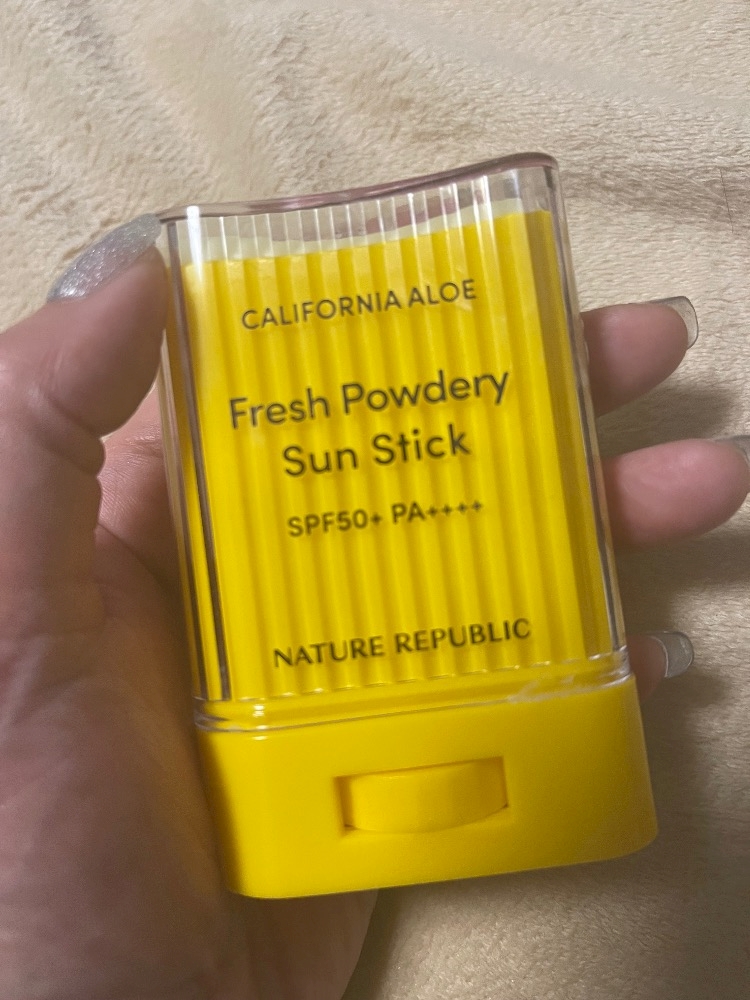 CALIFORNIA ALOE
Fresh Powdery
Sun Stick
SPF50+ PA++++
NATURE REPUBLIC